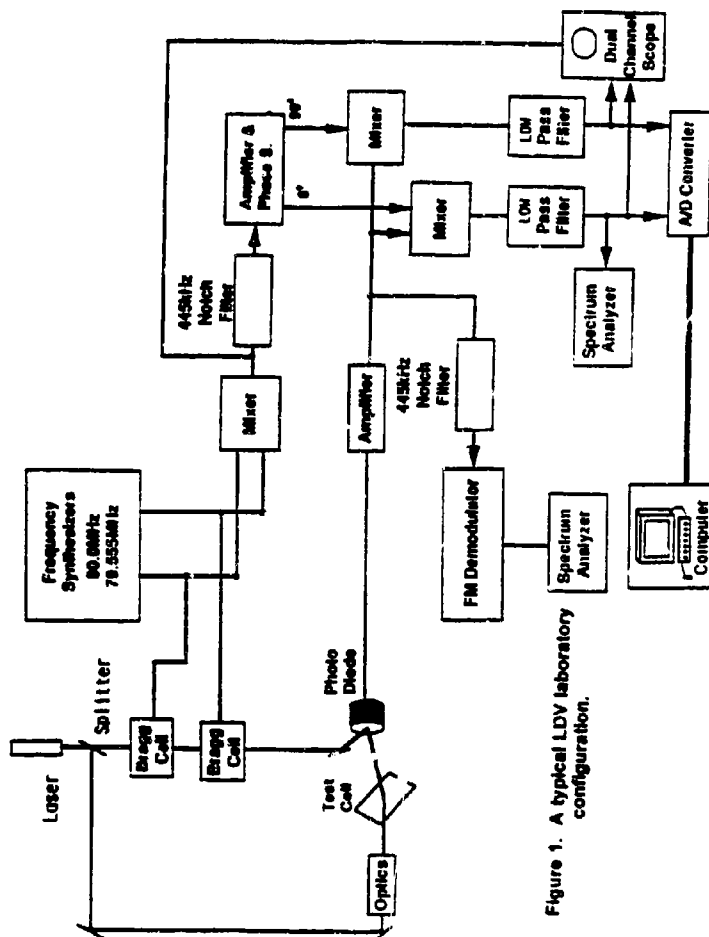 Laser
Splitter
Bragg
Cell
Bragg
Cell
Frequency
Synthesizers
80.0MHz
79.555MHz
Mixer
445kHz
Notch
Filter
Amplifier &
Phase S.
0°
90°
Mixer
Mixer
LOW
Pass
Filter
LOW
Pass
Filter
Dual
Channel
Scope
A/D Converter
Spectrum
Analyzer
Optics
Test
Cell
Photo
Diode
Amplifier
445kHz
Notch
Filter
FM Demodulator
Spectrum
Analyzer
Computer
Figure 1. A typical LDV laboratory
configuration.